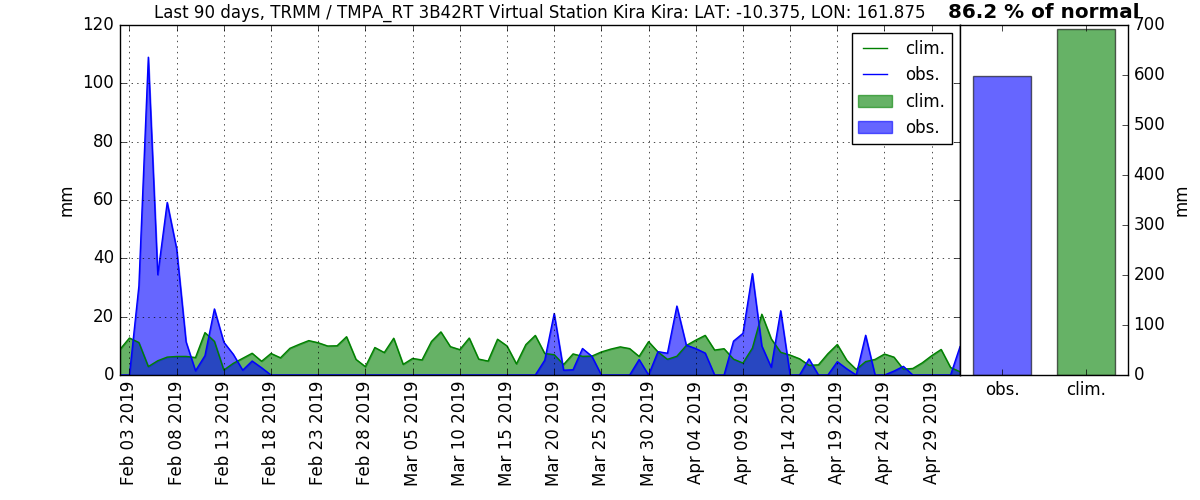 Last 90 days, TRMM / TMPA_RT 3B42RT Virtual Station Kira Kira: LAT: -10.375, LON: 161.875
86.2 % of normal
120
100
80
60
40
20
0
mm
clim.
obs.
clim.
obs.
700
600
500
400
300
200
100
0
mm
obs.
clim.
Feb 03 2019
Feb 08 2019
Feb 13 2019
Feb 18 2019
Feb 23 2019
Feb 28 2019
Mar 05 2019
Mar 10 2019
Mar 15 2019
Mar 20 2019
Mar 25 2019
Mar 30 2019
Apr 04 2019
Apr 09 2019
Apr 14 2019
Apr 19 2019
Apr 24 2019
Apr 29 2019